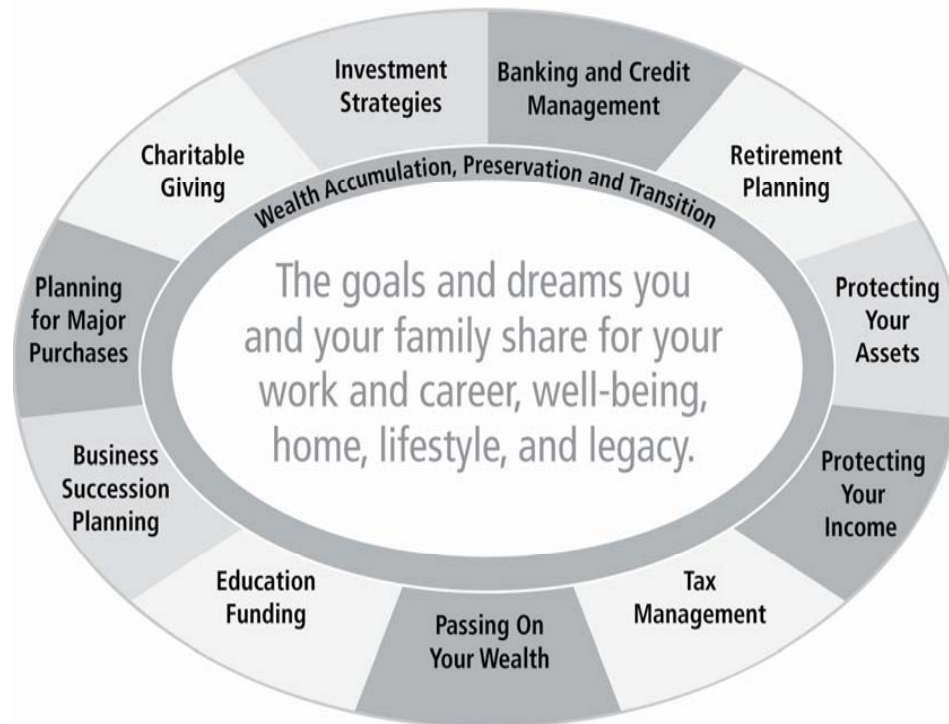 Investment
Strategies
Banking and Credit
Management
Retirement
Planning
Protecting
Your
Assets
Protecting
Your
Income
Tax
Management
Passing On
Your Wealth
Education
Funding
Business
Succession
Planning
Planning
for Major
Purchases
Charitable
Giving
Wealth Accumulation, Preservation and Transition
The goals and dreams you
and your family share for your
work and career, well-being,
home, lifestyle, and legacy.